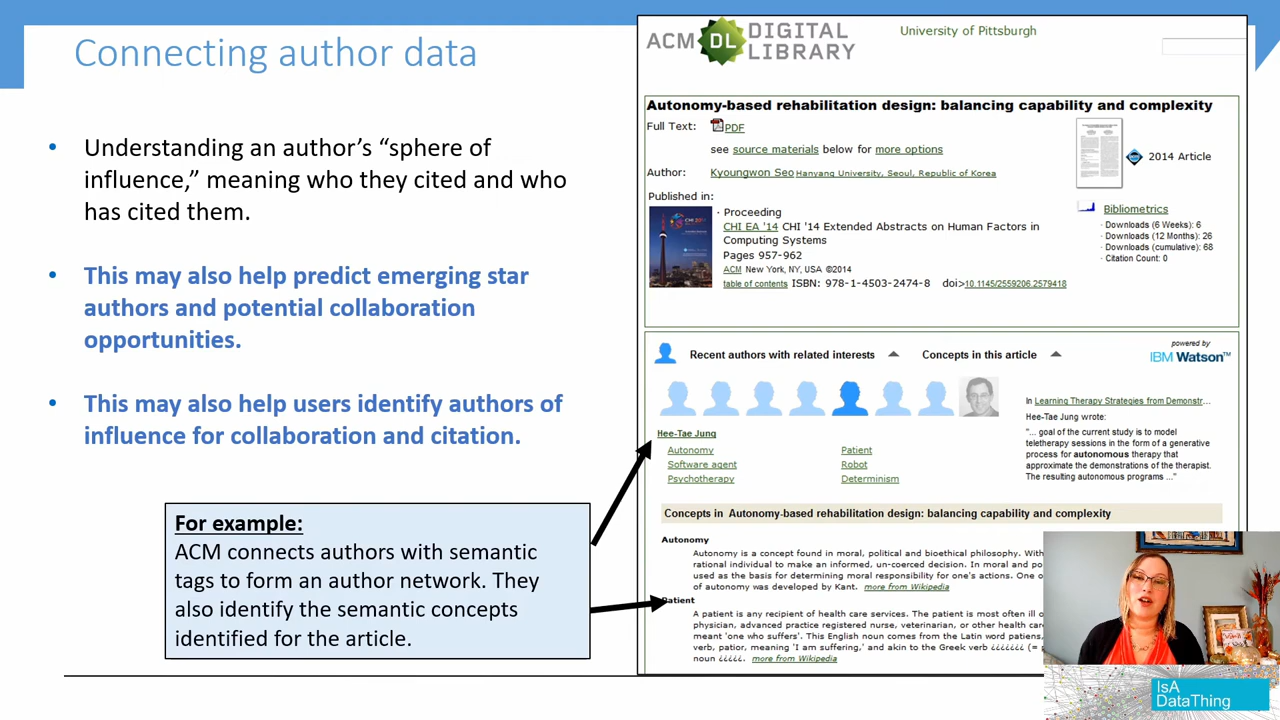 Connecting author data
• Understanding an author’s “sphere of
influence,” meaning who they cited and who
has cited them.
• This may also help predict emerging star
authors and potential collaboration
opportunities.
• This may also help users identify authors of
influence for collaboration and citation.
For example:
ACM connects authors with semantic
tags to form an author network. They
also identify the semantic concepts
identified for the article.
ACM DL DIGITAL
LIBRARY
University of Pittsburgh
Autonomy-based rehabilitation design: balancing capability and complexity
Full Text: PDF
see source materials below for more options
Author: Kyoungwon Seo Hanyang University, Seoul, Republic of Korea
2014 Article
Published in:
· Proceeding
CHI EA '14 CHI '14 Extended Abstracts on Human Factors in
Computing Systems
Pages 957-962
ACM New York, NY, USA ©2014
table of contents ISBN: 978-1-4503-2474-8 doi>10.1145/2559206.2579418
Bibliometrics
· Downloads (6 Weeks): 6
· Downloads (12 Months): 26
· Downloads (cumulative): 68
· Citation Count: 0
Recent authors with related interests
Concepts in this article
powered by
IBM Watson™
Hee-Tae Jung
Autonomy Patient
Software agent Robot
Psychotherapy Determinism
In Learning Therapy Strategies from Demonstr...
Hee-Tae Jung wrote:
"... goal of the current study is to model
teletherapy sessions in the form of a generative
process for autonomous therapy that
approximate the demonstrations of the therapist.
The resulting autonomous programs ..."
Concepts in Autonomy-based rehabilitation design: balancing capability and complexity
Autonomy
Autonomy is a concept found in moral, political and bioethical philosophy. With
rational individual to make an informed, un-coerced decision. In moral and po
used as the basis for determining moral responsibility for one's actions. One o
of autonomy was developed by Kant. more from Wikipedia
Patient
A patient is any recipient of health care services. The patient is most often ill o
physician, advanced practice registered nurse, veterinarian, or other health car
meant 'one who suffers'. This English noun comes from the Latin word patiens,
verb, patior, meaning 'I am suffering,' and akin to the Greek verb ¿¿¿¿¿¿¿ (= p
noun ¿¿¿¿¿. more from Wikipedia
IsA
DataThing